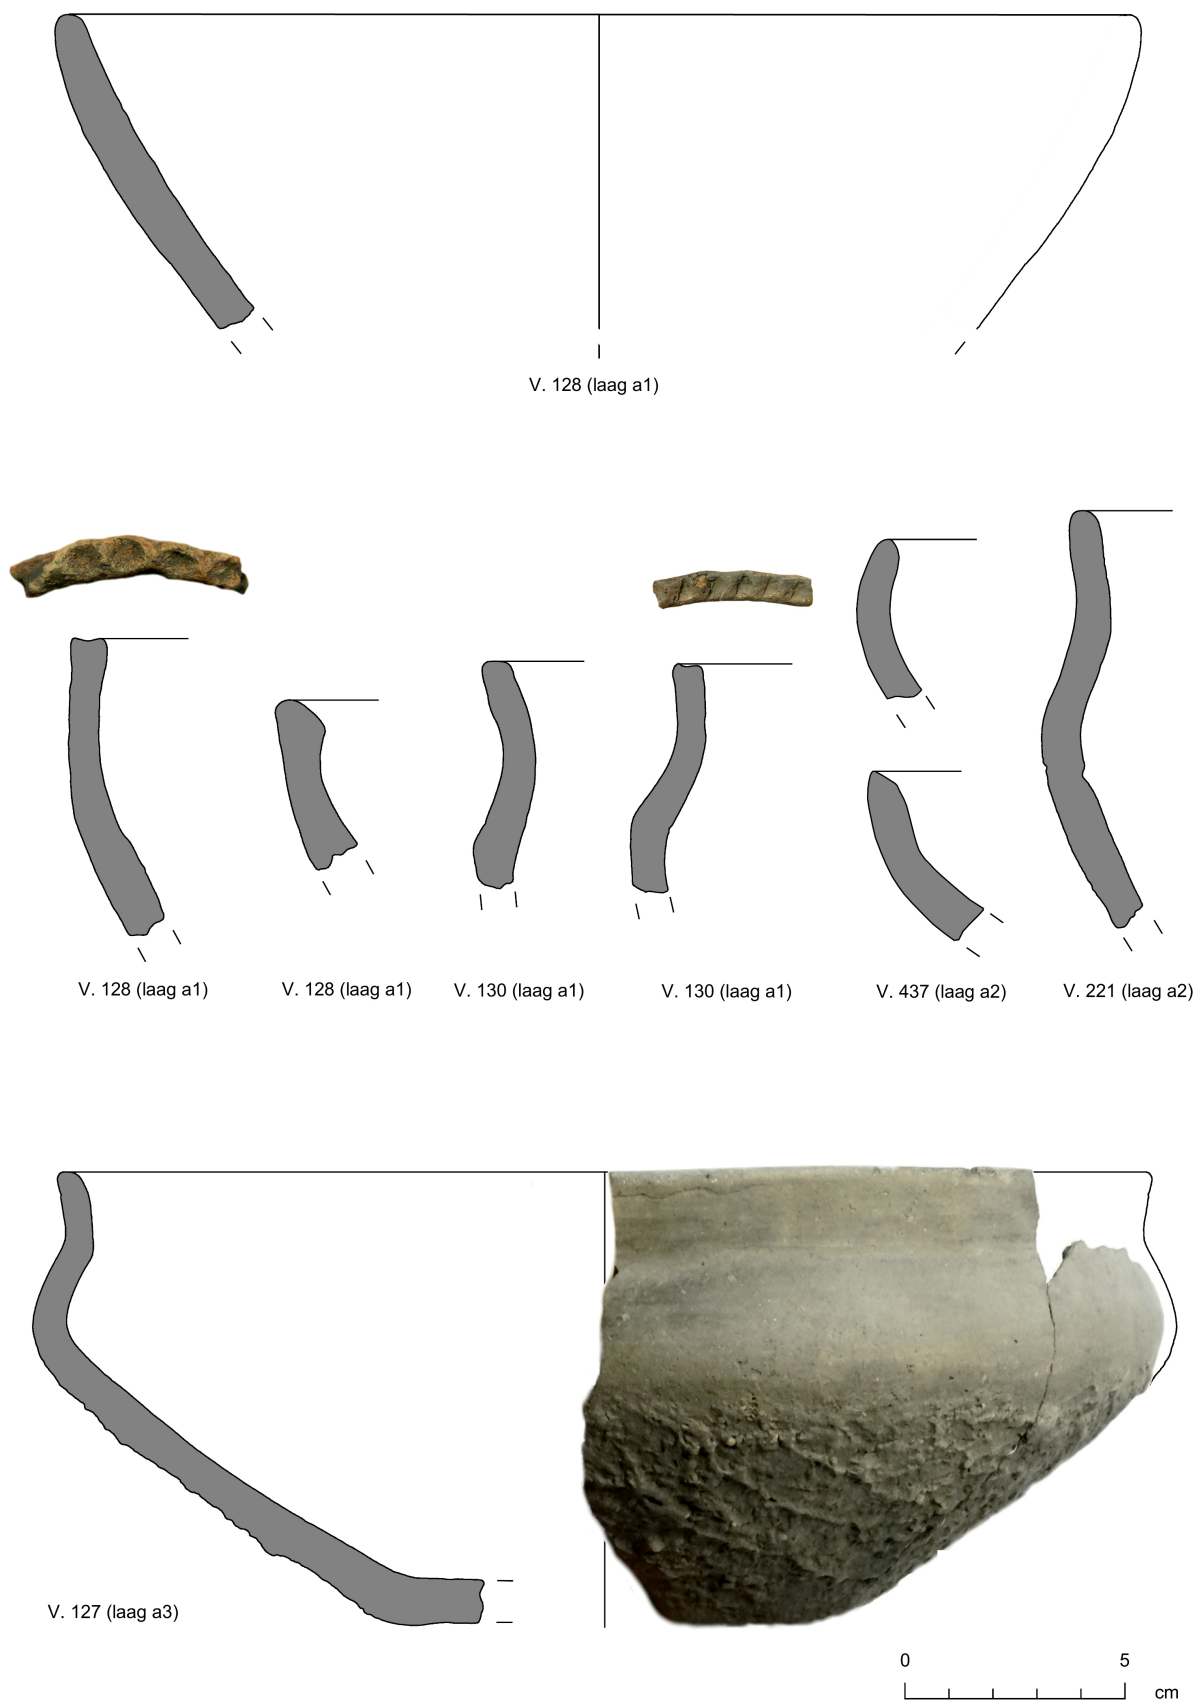 V. 128 (laag a1)
V. 128 (laag a1)
V. 128 (laag a1)
V. 130 (laag a1)
V. 130 (laag a1)
V. 437 (laag a2)
V. 221 (laag a2)
V. 127 (laag a3)
0 5
cm